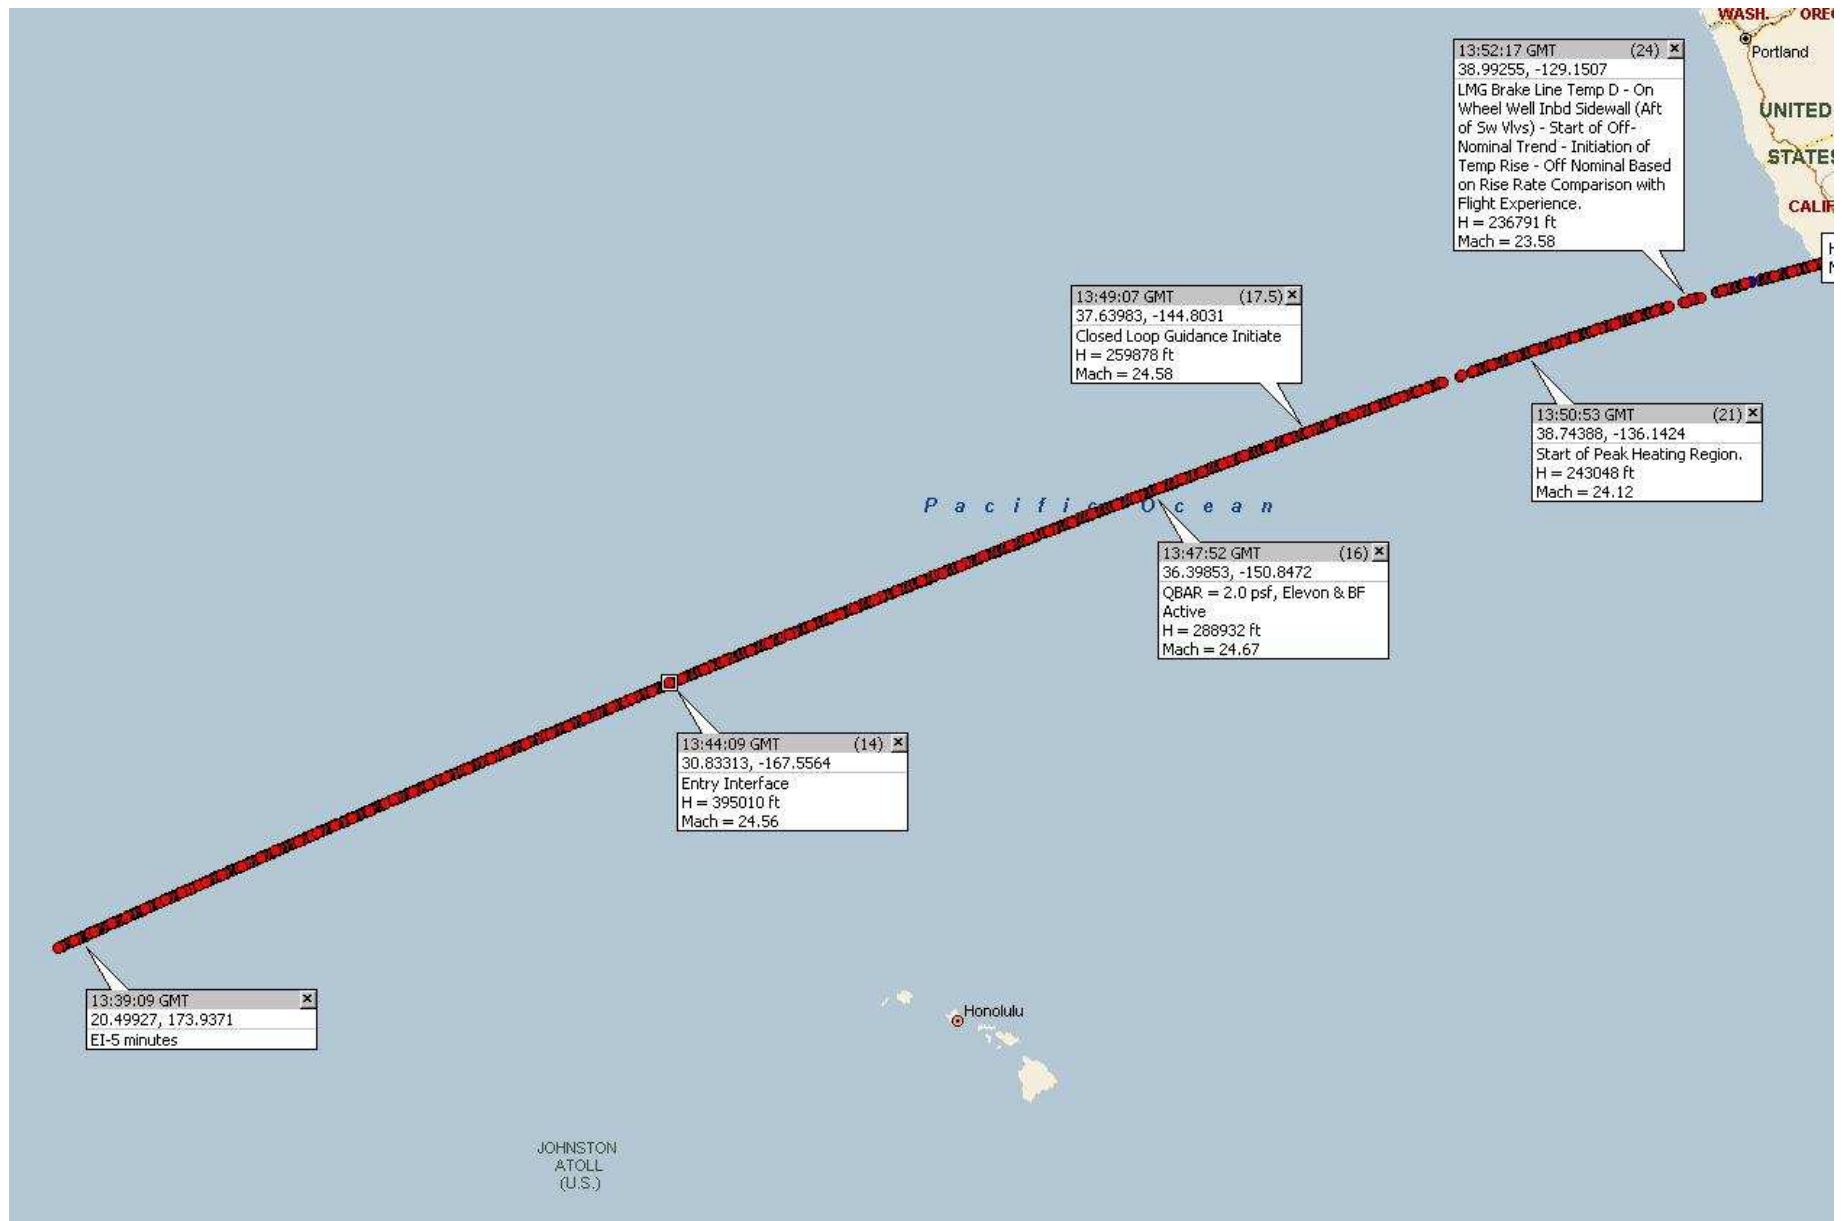 WASH. ORE
Portland
UNITED
STATES
CALIF
13:52:17 GMT (24)
38.99255, -129.1507
LMG Brake Line Temp D - On
Wheel Well Inbd Sidewall (Aft
of Sw Vlvs) - Start of Off-
Nominal Trend - Initiation of
Temp Rise - Off Nominal Based
on Rise Rate Comparison with
Flight Experience.
H = 236791 ft
Mach = 23.58
13:49:07 GMT (17.5)
37.63983, -144.8031
Closed Loop Guidance Initiate
H = 259878 ft
Mach = 24.58
13:50:53 GMT (21)
38.74388, -136.1424
Start of Peak Heating Region.
H = 243048 ft
Mach = 24.12
Pacific Ocean
13:47:52 GMT (16)
36.39853, -150.8472
QBAR = 2.0 psf, Elevon & BF
Active
H = 288932 ft
Mach = 24.67
13:44:09 GMT (14)
30.83313, -167.5564
Entry Interface
H = 395010 ft
Mach = 24.56
13:39:09 GMT
20.49927, 173.9371
EI-5 minutes
Honolulu
JOHNSTON
ATOLL
(U.S.)